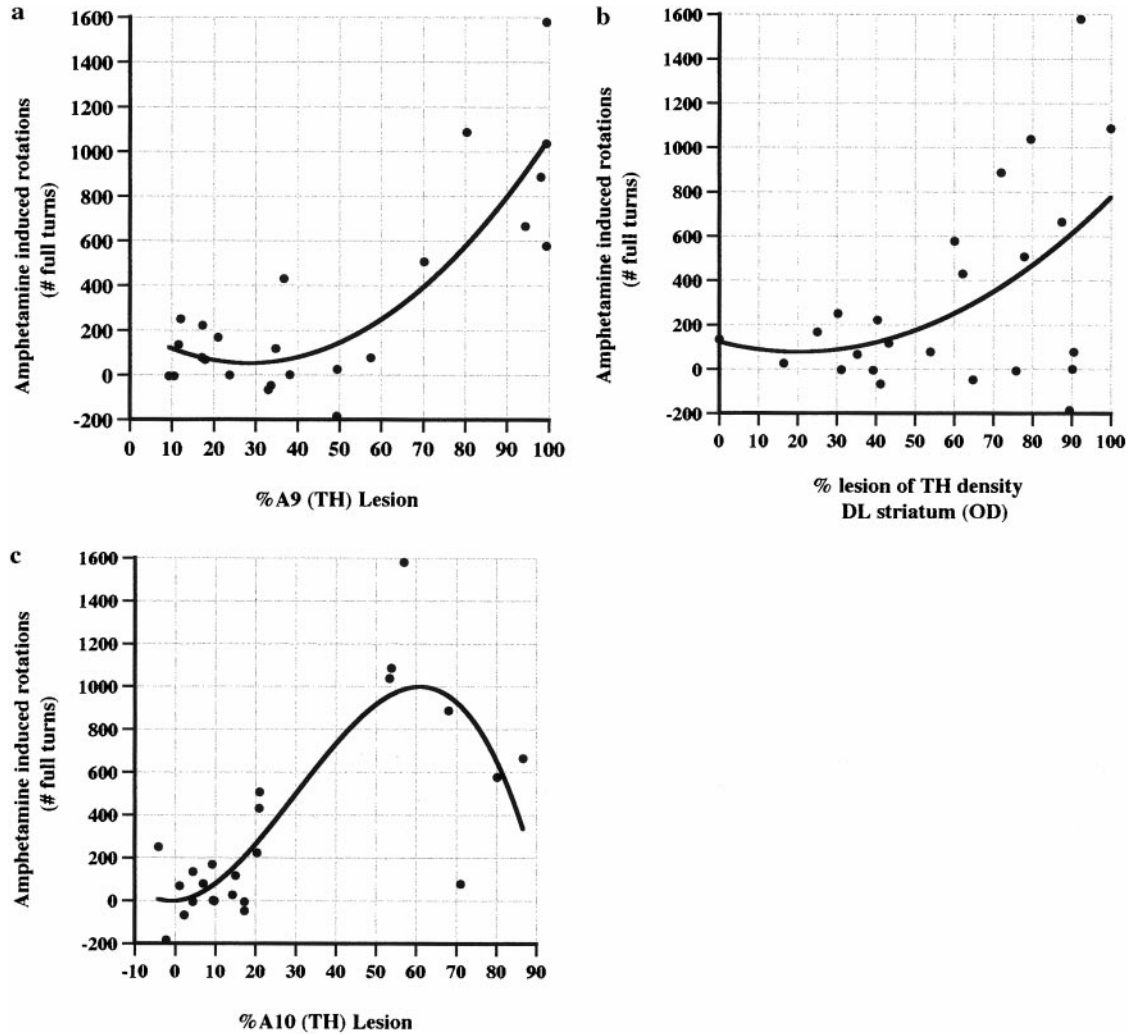 a
Amphetamine induced rotations
(# full turns)
1600
1400
1200
1000
800
600
400
200
0
-200
0 10 20 30 40 50 60 70 80 90 100
%A9 (TH) Lesion
b
Amphetamine induced rotations
(# full turns)
1600
1400
1200
1000
800
600
400
200
0
-200
0 10 20 30 40 50 60 70 80 90 100
% lesion of TH density
DL striatum (OD)
c
Amphetamine induced rotations
(# full turns)
1600
1400
1200
1000
800
600
400
200
0
-200
-10 0 10 20 30 40 50 60 70 80 90
%A10 (TH) Lesion